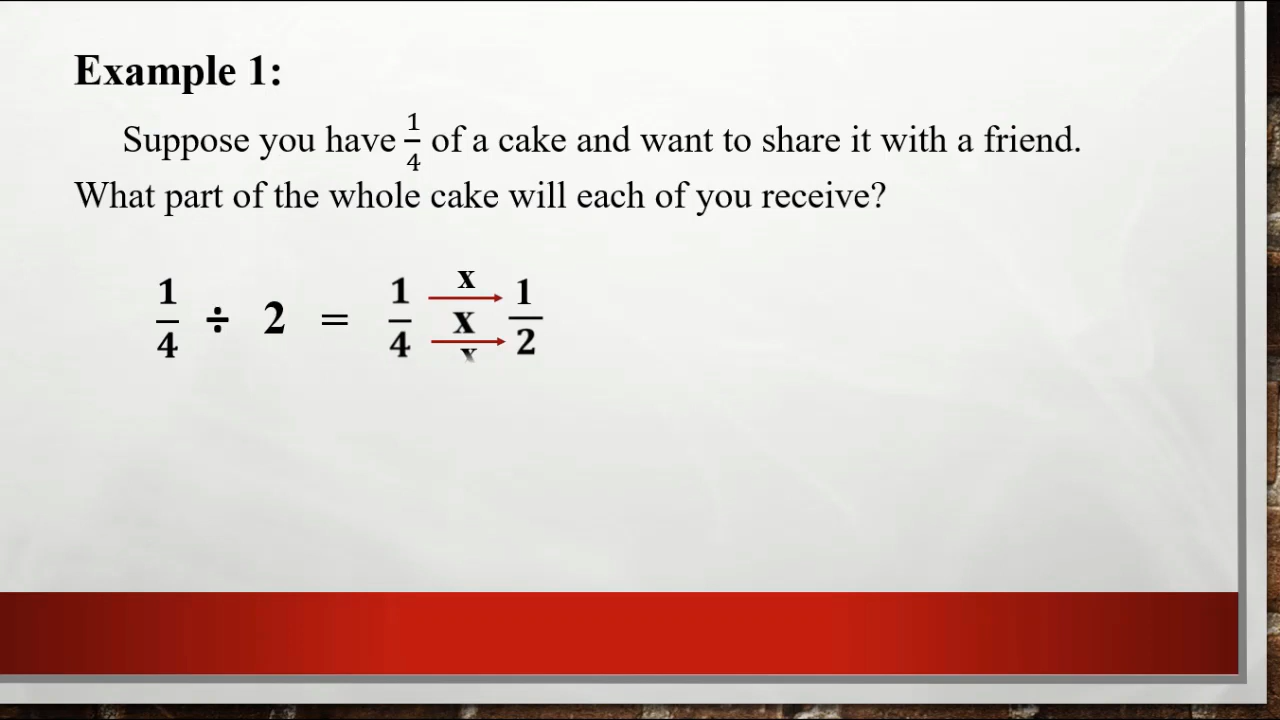 Example 1:
Suppose you have 1/4 of a cake and want to share it with a friend.
What part of the whole cake will each of you receive?
x
1/4 ÷ 2 = 1/4 x 1/2
x